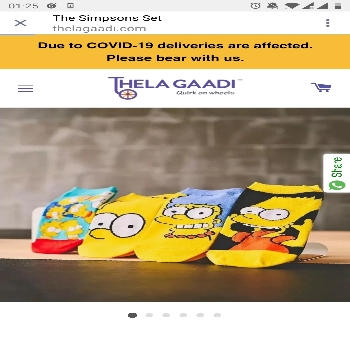 01:25
The Simpsons Set
thelagaadi.com
Due to COVID-19 deliveries are affected.
Please bear with us.
THELA GAADI
Quirk on wheels
Share